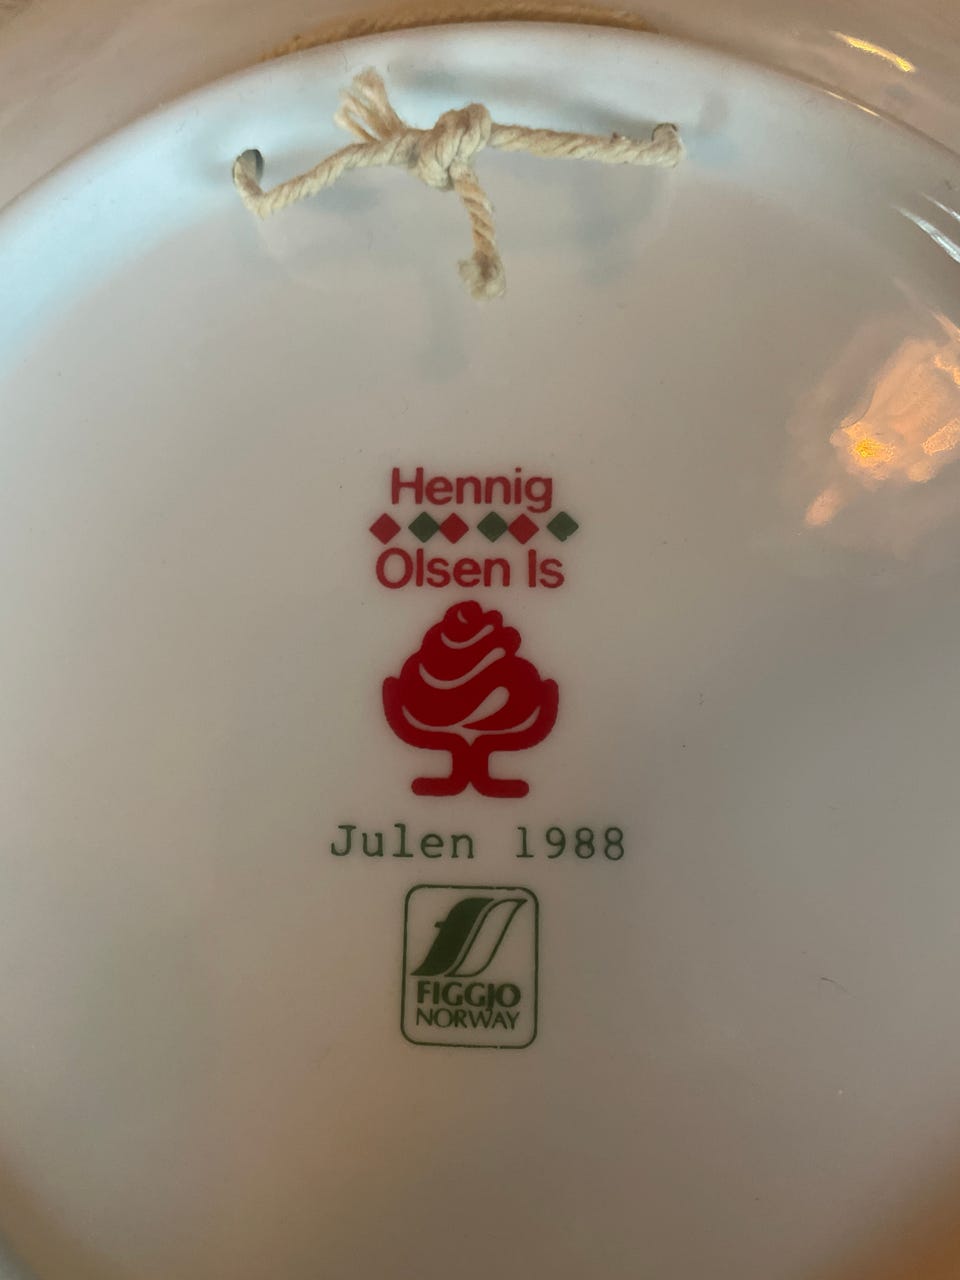 Hennig
Olsen Is
Julen 1988
FIGGJO
NORWAY